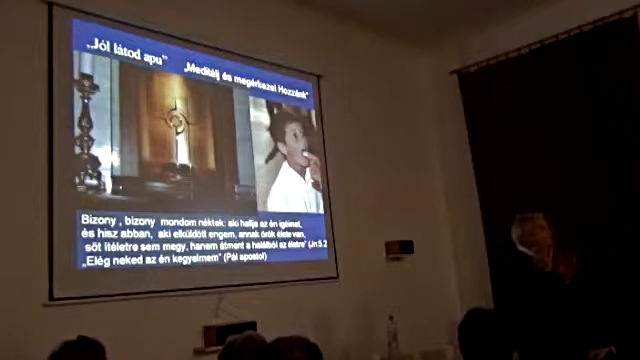 „Jól látod apu”
„Meditálj és megérkezel Hozzánk”
Bizony , bizony mondom néktek: aki hallja az én igéimet,
és hisz abban, aki elküldött engem, annak örök élete van,
sőt ítéletre sem megy, hanem átment a halálból az életre” (Jn.5.2
„Elég neked az én kegyelmem” (Pál apostol)